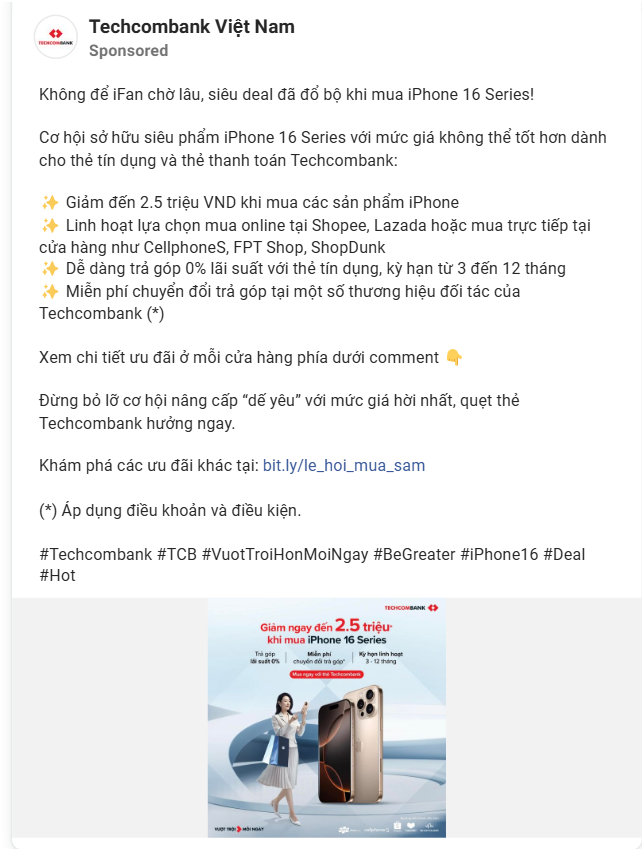 TECHCOMBANK
Techcombank Việt Nam
Sponsored
Không để iFan chờ lâu, siêu deal đã đổ bộ khi mua iPhone 16 Series!
Cơ hội sở hữu siêu phẩm iPhone 16 Series với mức giá không thể tốt hơn dành
cho thẻ tín dụng và thẻ thanh toán Techcombank:
✨ Giảm đến 2.5 triệu VND khi mua các sản phẩm iPhone
✨ Linh hoạt lựa chọn mua online tại Shopee, Lazada hoặc mua trực tiếp tại
cửa hàng như CellphoneS, FPT Shop, ShopDunk
✨ Dễ dàng trả góp 0% lãi suất với thẻ tín dụng, kỳ hạn từ 3 đến 12 tháng
✨ Miễn phí chuyển đổi trả góp tại một số thương hiệu đối tác của
Techcombank (*)
Xem chi tiết ưu đãi ở mỗi cửa hàng phía dưới comment 👇
Đừng bỏ lỡ cơ hội nâng cấp “dế yêu” với mức giá hời nhất, quẹt thẻ
Techcombank hưởng ngay.
Khám phá các ưu đãi khác tại: bit.ly/le_hoi_mua_sam
(*) Áp dụng điều khoản và điều kiện.
#Techcombank #TCB #VuotTroiHonMoiNgay #BeGreater #iPhone16 #Deal
#Hot
TECHCOMBANK
Giảm ngay đến 2.5 triệu*
khi mua iPhone 16 Series
Trả góp
lãi suất 0%
Miễn phí
chuyển đổi trả góp*
Kỳ hạn linh hoạt
3 - 12 tháng
Mua ngay với thẻ Techcombank
VƯỢT TRỘI MỖI NGÀY